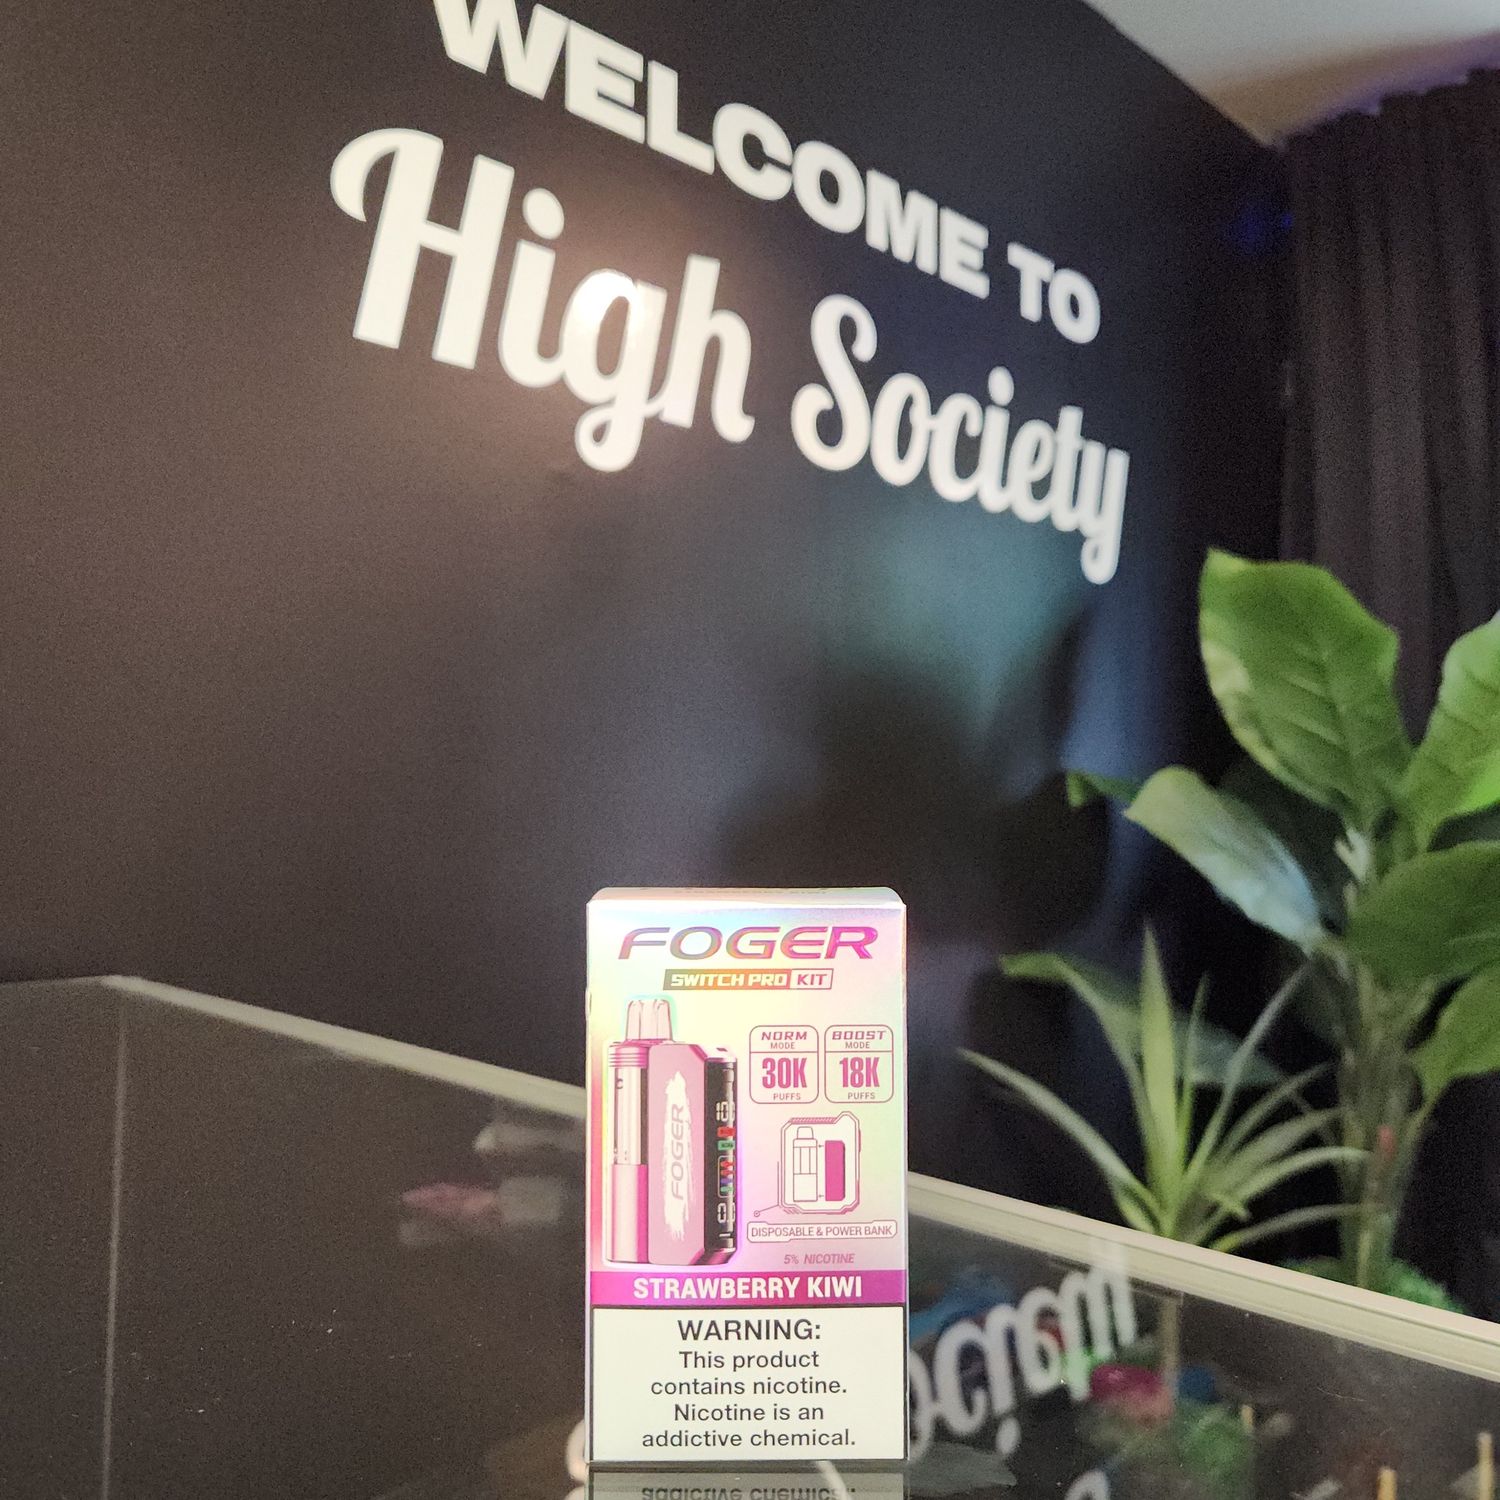 WELCOME TO
High Society
FOGER
SWITCH PRO KIT
NORM
MODE
30K
PUFFS
BOOST
MODE
18K
PUFFS
FOGER
DISPOSABLE & POWER BANK
5% NICOTINE
STRAWBERRY KIWI
WARNING:
This product
contains nicotine.
Nicotine is an
addictive chemical.